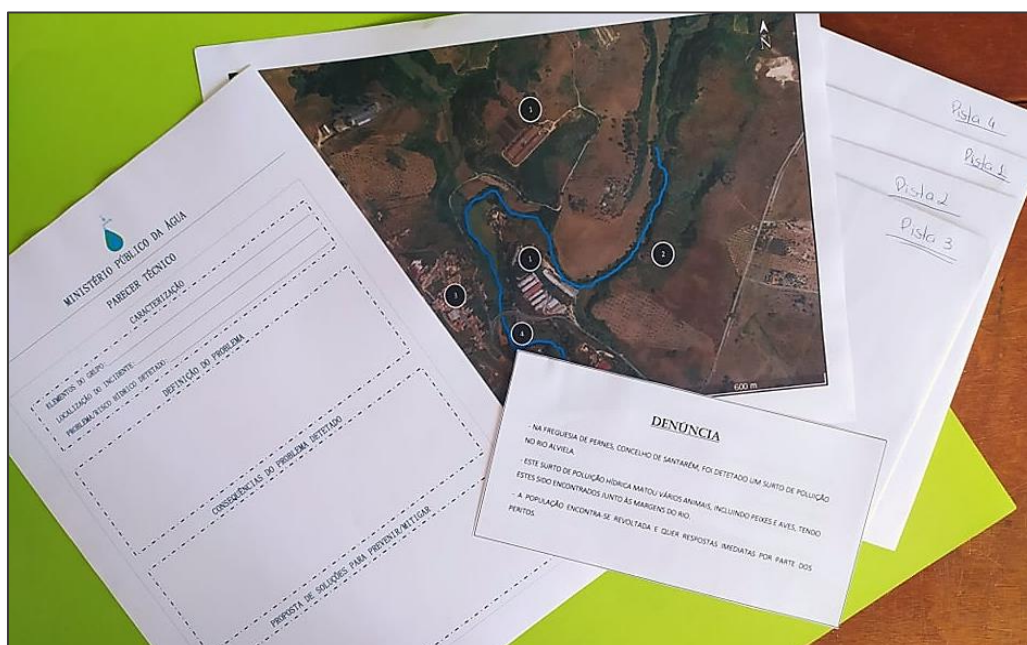 MINISTÉRIO PÚBLICO DA ÁGUA
PARECER TÉCNICO
CARACTERIZAÇÃO
ELEMENTOS DO GRUPO:
LOCALIZAÇÃO DO INCIDENTE:
PROBLEMA/RISCO HÍDRICO DETETADO:
DEFINIÇÃO DO PROBLEMA
CONSEQUÊNCIAS DO PROBLEMA DETETADO
PROPOSTA DE SOLUÇÕES PARA PREVENIR/MITIGAR
N
1
2
3
4
600 m
Pista 4
Pista 1
Pista 2
Pista 3
DENÚNCIA
- NA FREGUESIA DE PERNES, CONCELHO DE SANTARÉM, FOI DETETADO UM SURTO DE POLUIÇÃO
NO RIO ALVIELA.
- ESTE SURTO DE POLUIÇÃO HÍDRICA MATOU VÁRIOS ANIMAIS, INCLUINDO PEIXES E AVES, TENDO
ESTES SIDO ENCONTRADOS JUNTO ÀS MARGENS DO RIO.
- A POPULAÇÃO ENCONTRA-SE REVOLTADA E QUER RESPOSTAS IMEDIATAS POR PARTE DOS
PERITOS.